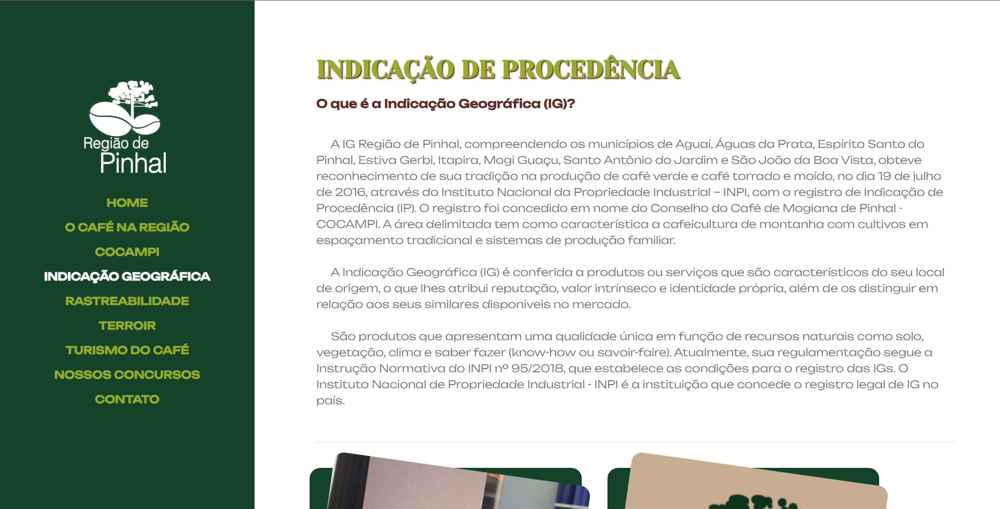 Região de
Pinhal
HOME
O CAFÉ NA REGIÃO
COCAMPI
INDICAÇÃO GEOGRÁFICA
RASTREABILIDADE
TERROIR
TURISMO DO CAFÉ
NOSSOS CONCURSOS
CONTATO
INDICAÇÃO DE PROCEDÊNCIA
O que é a Indicação Geográfica (IG)?
A IG Região de Pinhal, compreendendo os municípios de Aguaí, Águas da Prata, Espírito Santo do
Pinhal, Estiva Gerbi, Itapira, Mogi Guaçu, Santo Antônio do Jardim e São João da Boa Vista, obteve
reconhecimento de sua tradição na produção de café verde e café torrado e moído, no dia 19 de julho
de 2016, através do Instituto Nacional da Propriedade Industrial – INPI, com o registro de Indicação de
Procedência (IP). O registro foi concedido em nome do Conselho do Café de Mogiana de Pinhal -
COCAMPI. A área delimitada tem como característica a cafeicultura de montanha com cultivos em
espaçamento tradicional e sistemas de produção familiar.
A Indicação Geográfica (IG) é conferida a produtos ou serviços que são característicos do seu local
de origem, o que lhes atribui reputação, valor intrínseco e identidade própria, além de os distinguir em
relação aos seus similares disponíveis no mercado.
São produtos que apresentam uma qualidade única em função de recursos naturais como solo,
vegetação, clima e saber fazer (know-how ou savoir-faire). Atualmente, sua regulamentação segue a
Instrução Normativa do INPI nº 95/2018, que estabelece as condições para o registro das IGs. O
Instituto Nacional de Propriedade Industrial - INPI é a instituição que concede o registro legal de IG no
país.